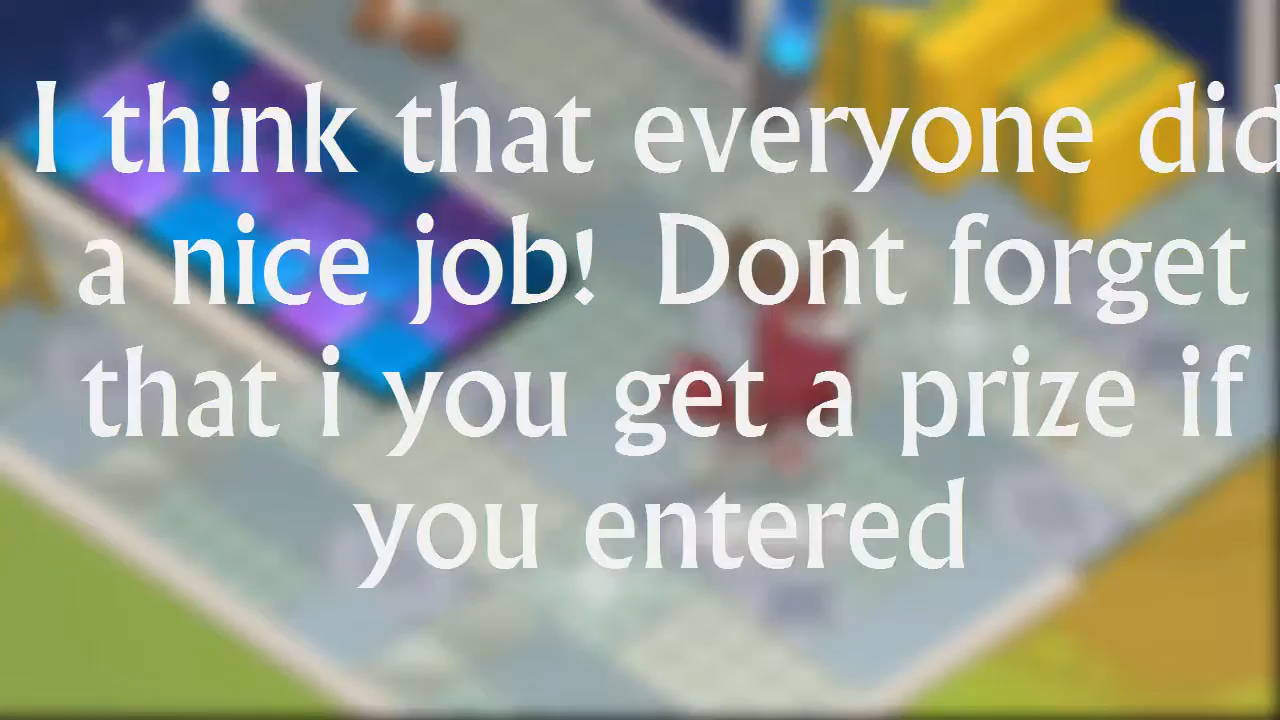 I think that everyone did
a nice job! Dont forget
that i you get a prize if
you entered